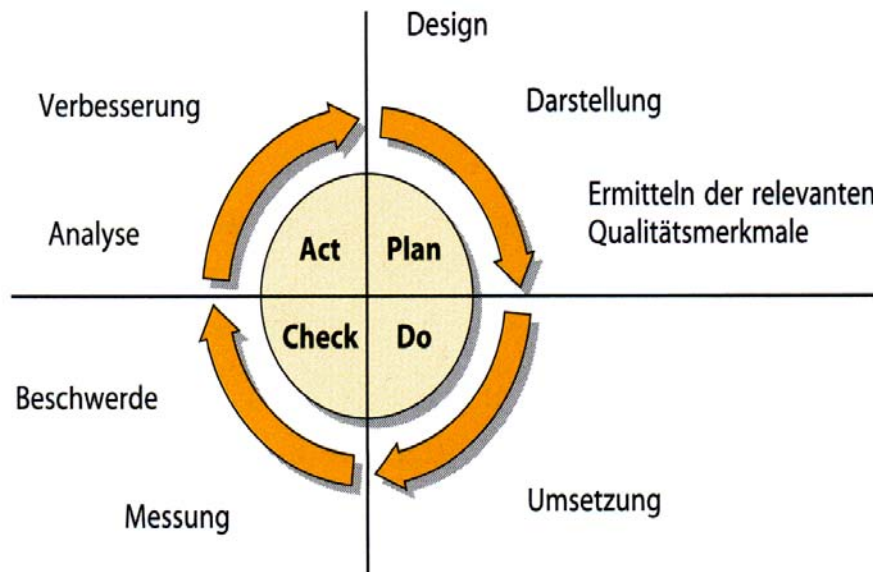 Design
Verbesserung
Darstellung
Ermitteln der relevanten
Qualitätsmerkmale
Analyse
Act
Plan
Check
Do
Beschwerde
Messung
Umsetzung